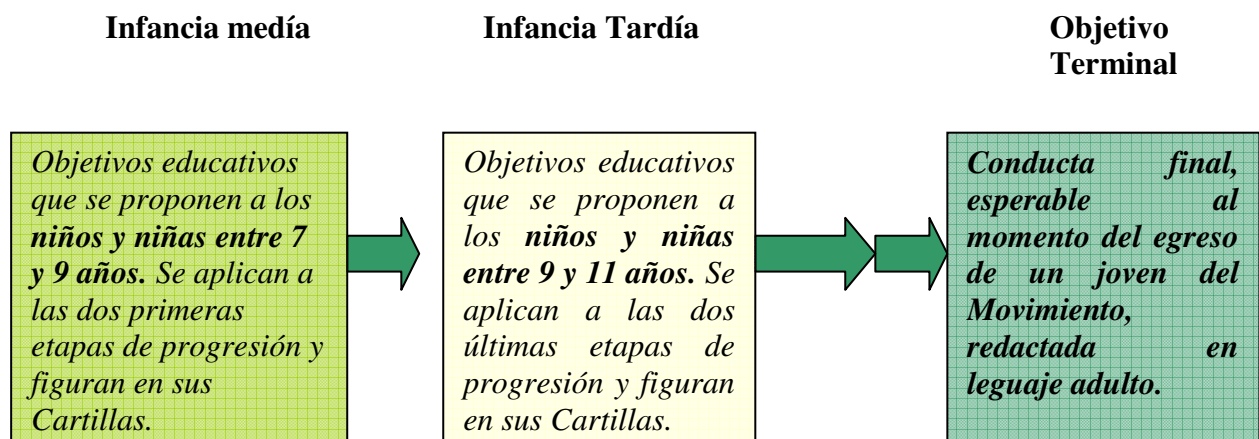 Infancia medía
Infancia Tardía
Objetivo
Terminal
Objetivos educativos
que se proponen a los
niños y niñas entre 7
y 9 años. Se aplican a
las dos primeras
etapas de progresión y
figuran en sus
Cartillas.
Objetivos educativos
que se proponen a
los niños y niñas
entre 9 y 11 años. Se
aplican a las dos
últimas etapas de
progresión y figuran
en sus Cartillas.
Conducta final,
esperable al
momento del egreso
de un joven del
Movimiento,
redactada en
leguaje adulto.